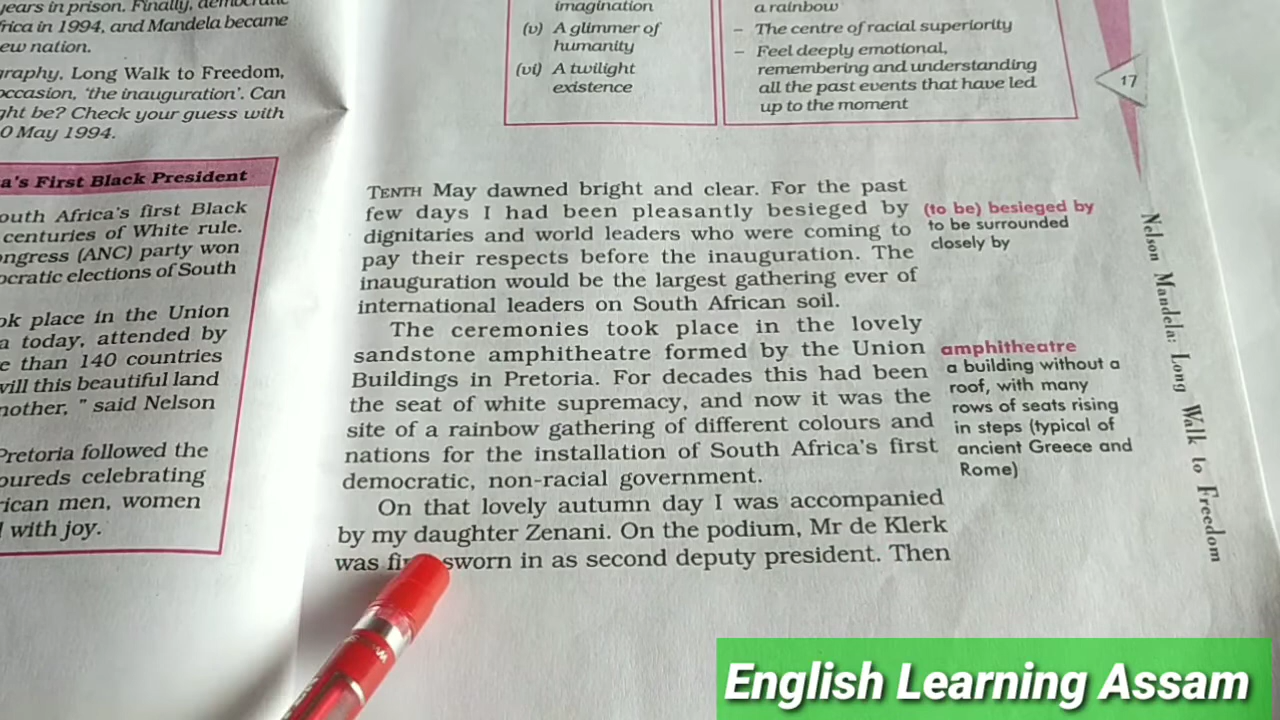 years in prison. Finally, democratic
frica in 1994, and Mandela became
ew nation.
graphy, Long Walk to Freedom,
occasion, 'the inauguration'. Can
ght be? Check your guess with
0 May 1994.
a's First Black President
outh Africa's first Black
centuries of White rule.
ongress (ANC) party won
ocratic elections of South
ok place in the Union
a today, attended by
e than 140 countries
will this beautiful land
nother, " said Nelson
Pretoria followed the
oureds celebrating
rican men, women
with joy.
imagination
(v) A glimmer of
humanity
(vi) A twilight
existence
a rainbow
– The centre of racial superiority
– Feel deeply emotional,
remembering and understanding
all the past events that have led
up to the moment
17
TENTH May dawned bright and clear. For the past
few days I had been pleasantly besieged by
dignitaries and world leaders who were coming to
pay their respects before the inauguration. The
inauguration would be the largest gathering ever of
international leaders on South African soil.
The ceremonies took place in the lovely
sandstone amphitheatre formed by the Union
Buildings in Pretoria. For decades this had been
the seat of white supremacy, and now it was the
site of a rainbow gathering of different colours and
nations for the installation of South Africa's first
democratic, non-racial government.
On that lovely autumn day I was accompanied
by my daughter Zenani. On the podium, Mr de Klerk
was sworn in as second deputy president. Then
(to be) besieged by
to be surrounded
closely by
amphitheatre
a building without a
roof, with many
rows of seats rising
in steps (typical of
ancient Greece and
Rome)
Nelson Mandela: Long Walk to Freedom
English Learning Assam